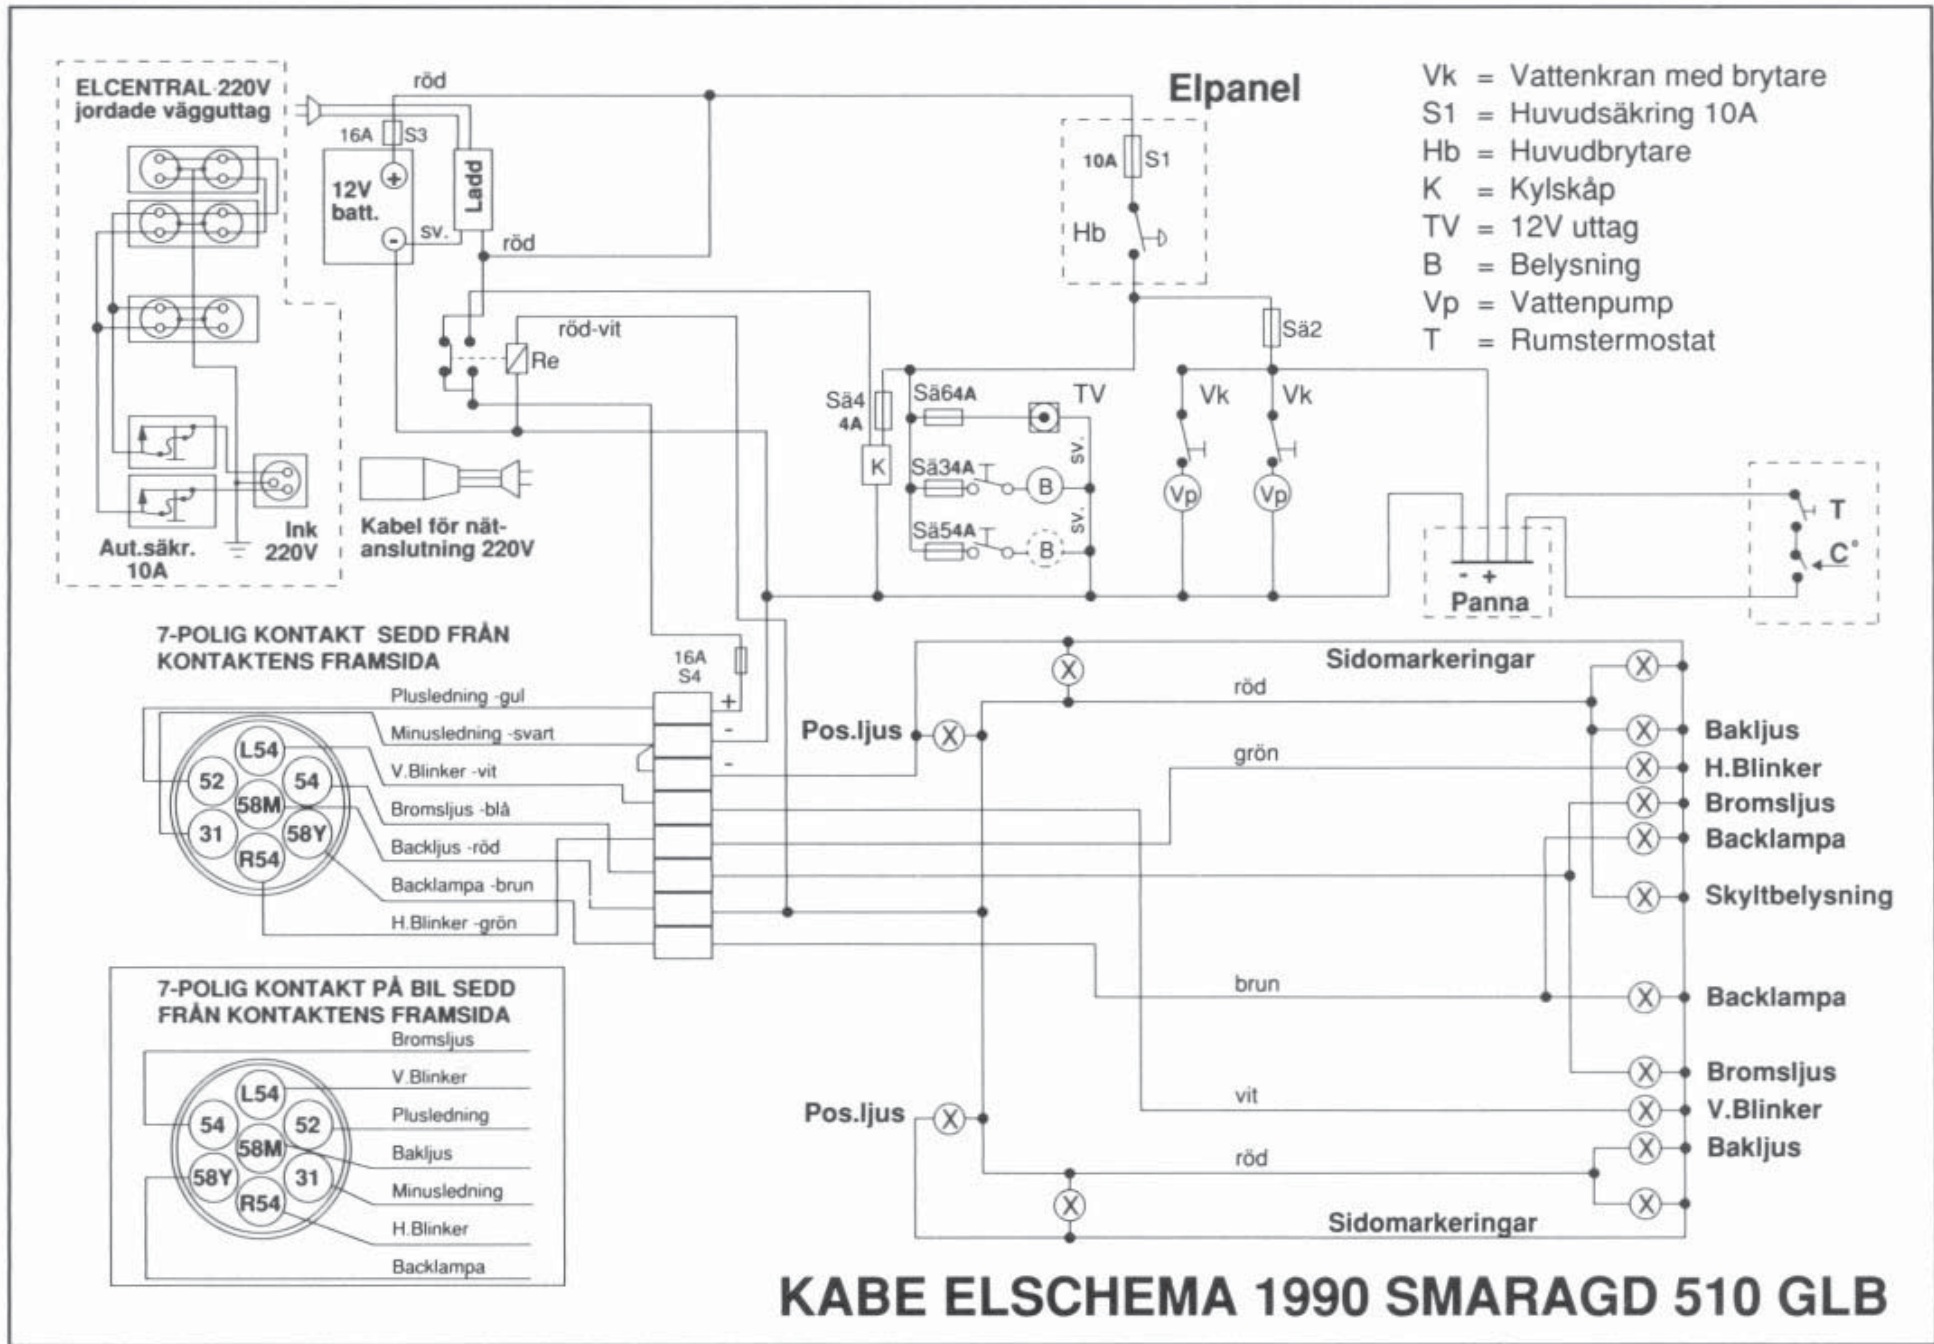 ELCENTRAL 220V
jordade vägguttag
röd
16A
S3
12V
batt.
+
-
sv.
Ladd
röd
röd-vit
Re
Aut.säkr.
10A
Ink
220V
Kabel för nät-
anslutning 220V
Elpanel
10A
S1
Hb
Sä2
Sä4
4A
K
Sä64A
TV
Sä34A
B
Sä54A
B
sv.
sv.
Vk
Vk
Vp
Vp
- +
Panna
T
C°
Vk = Vattenkran med brytare
S1 = Huvudsäkring 10A
Hb = Huvudbrytare
K = Kylskåp
TV = 12V uttag
B = Belysning
Vp = Vattenpump
T = Rumstermostat
7-POLIG KONTAKT SEDD FRÅN
KONTAKTENS FRAMSIDA
L54
52
54
58M
31
58Y
R54
Plusledning -gul
Minusledning -svart
V.Blinker -vit
Bromsljus -blå
Backljus -röd
Backlampa -brun
H.Blinker -grön
16A
S4
+
-
-
Sidomarkeringar
röd
Pos.ljus
grön
Bakljus
H.Blinker
Bromsljus
Backlampa
Skyltbelysning
brun
Backlampa
Bromsljus
vit
V.Blinker
Pos.ljus
Bakljus
röd
Sidomarkeringar
7-POLIG KONTAKT PÅ BIL SEDD
FRÅN KONTAKTENS FRAMSIDA
Bromsljus
V.Blinker
Plusledning
Bakljus
Minusledning
H.Blinker
Backlampa
L54
54
52
58M
58Y
31
R54
KABE ELSCHEMA 1990 SMARAGD 510 GLB